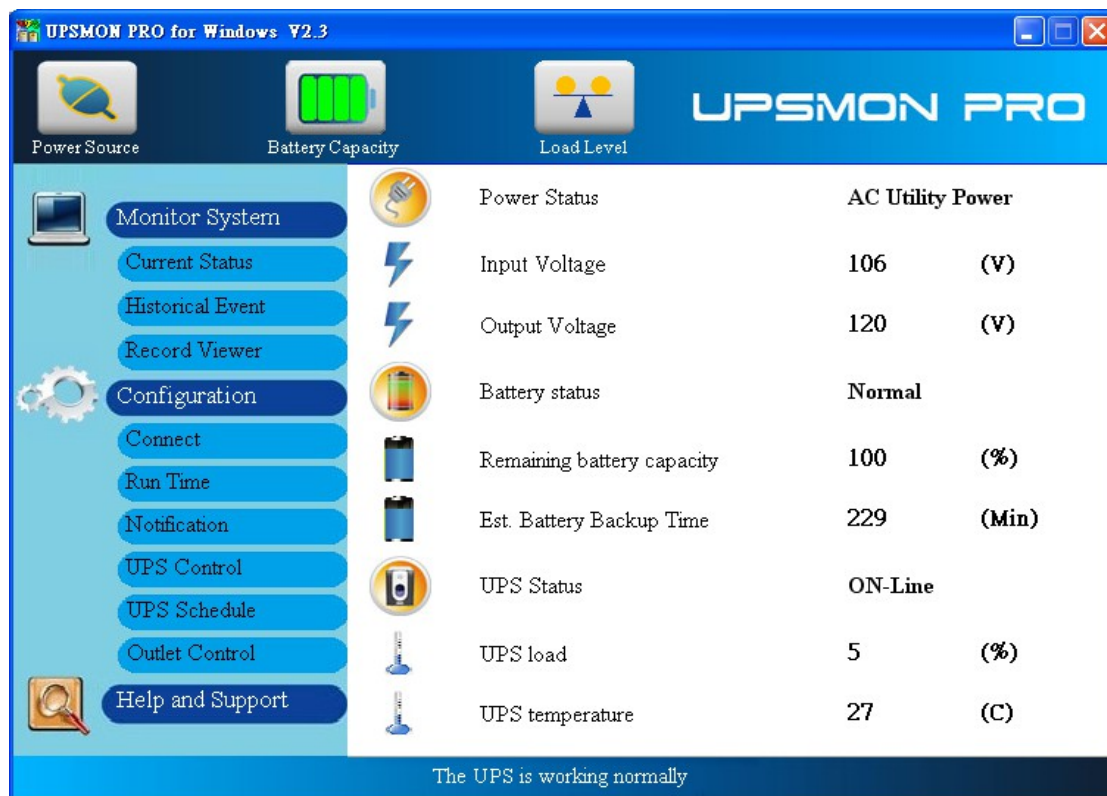 UPSMON PRO for Windows V2.3
Power Source
Battery Capacity
Load Level
UPSMON PRO
Monitor System
Current Status
Historical Event
Record Viewer
Configuration
Connect
Run Time
Notification
UPS Control
UPS Schedule
Outlet Control
Help and Support
Power Status AC Utility Power
Input Voltage 106 (V)
Output Voltage 120 (V)
Battery status Normal
Remaining battery capacity 100 (%)
Est. Battery Backup Time 229 (Min)
UPS Status ON-Line
UPS load 5 (%)
UPS temperature 27 (C)
The UPS is working normally